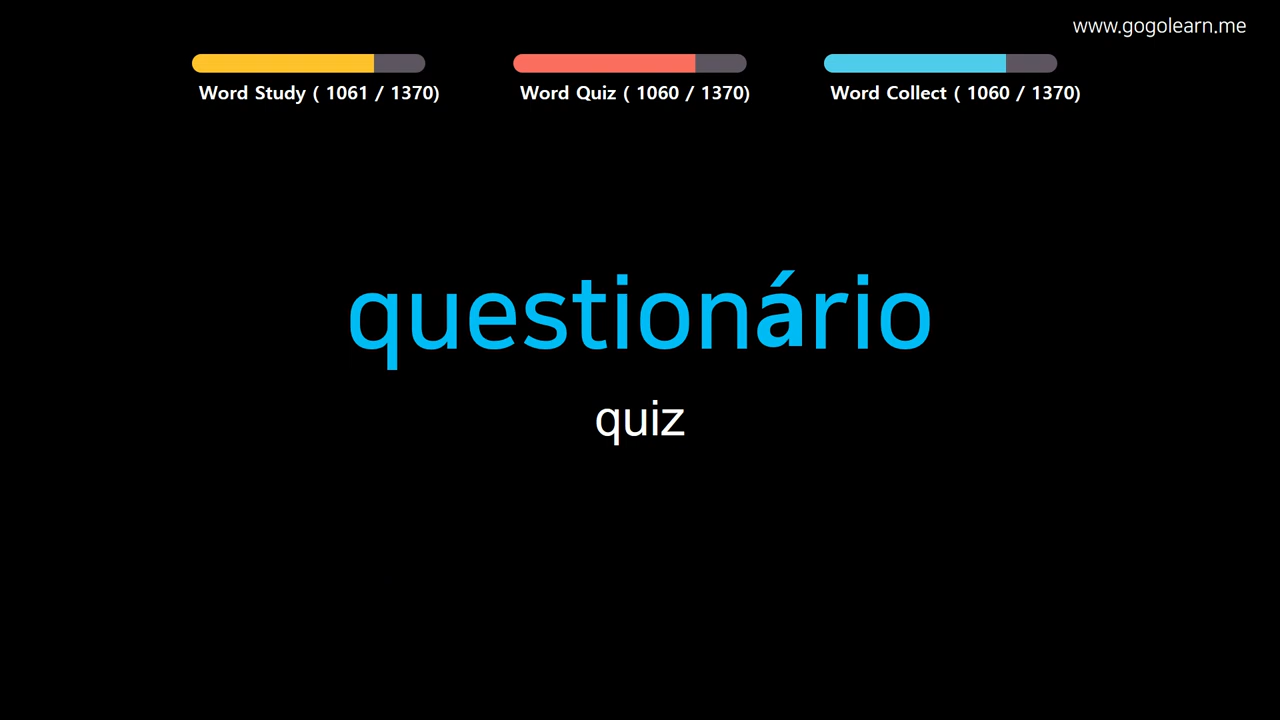 www.gogolearn.me
Word Study ( 1061 / 1370)
Word Quiz ( 1060 / 1370)
Word Collect ( 1060 / 1370)
questionário
quiz